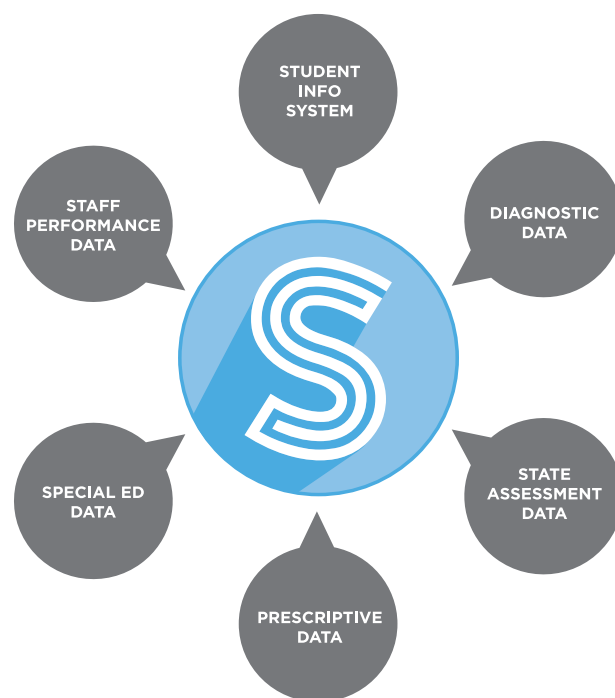 STUDENT
INFO
SYSTEM
STAFF
PERFORMANCE
DATA
DIAGNOSTIC
DATA
S
SPECIAL ED
DATA
STATE
ASSESSMENT
DATA
PRESCRIPTIVE
DATA